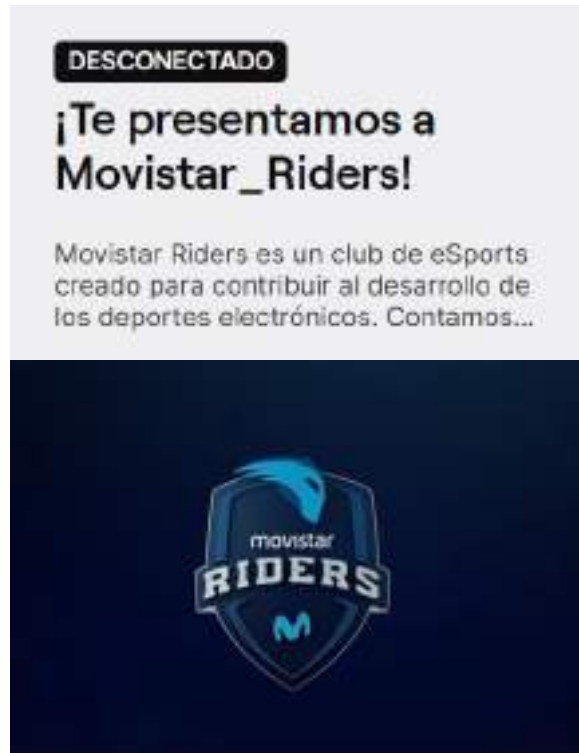 DESCONECTADO
¡Te presentamos a
Movistar_Riders!
Movistar Riders es un club de eSports
creado para contribuir al desarrollo de
los deportes electrónicos. Contamos...
movistar
RIDERS